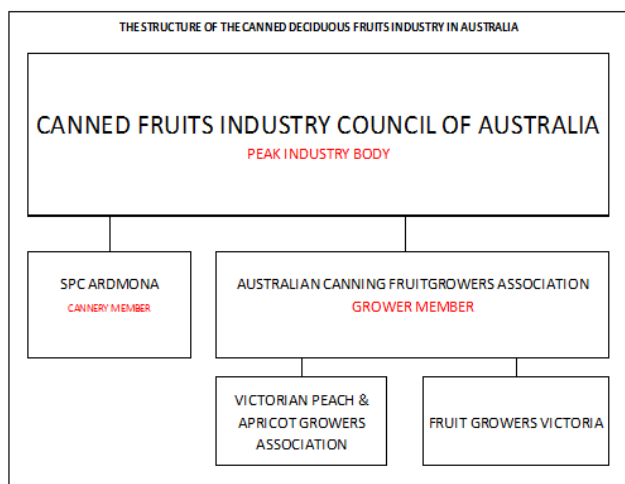 THE STRUCTURE OF THE CANNED DECIDUOUS FRUITS INDUSTRY IN AUSTRALIA
CANNED FRUITS INDUSTRY COUNCIL OF AUSTRALIA
PEAK INDUSTRY BODY
SPC ARDMONA
CANNERY MEMBER
AUSTRALIAN CANNING FRUITGROWERS ASSOCIATION
GROWER MEMBER
VICTORIAN PEACH &
APRICOT GROWERS
ASSOCIATION
FRUIT GROWERS VICTORIA